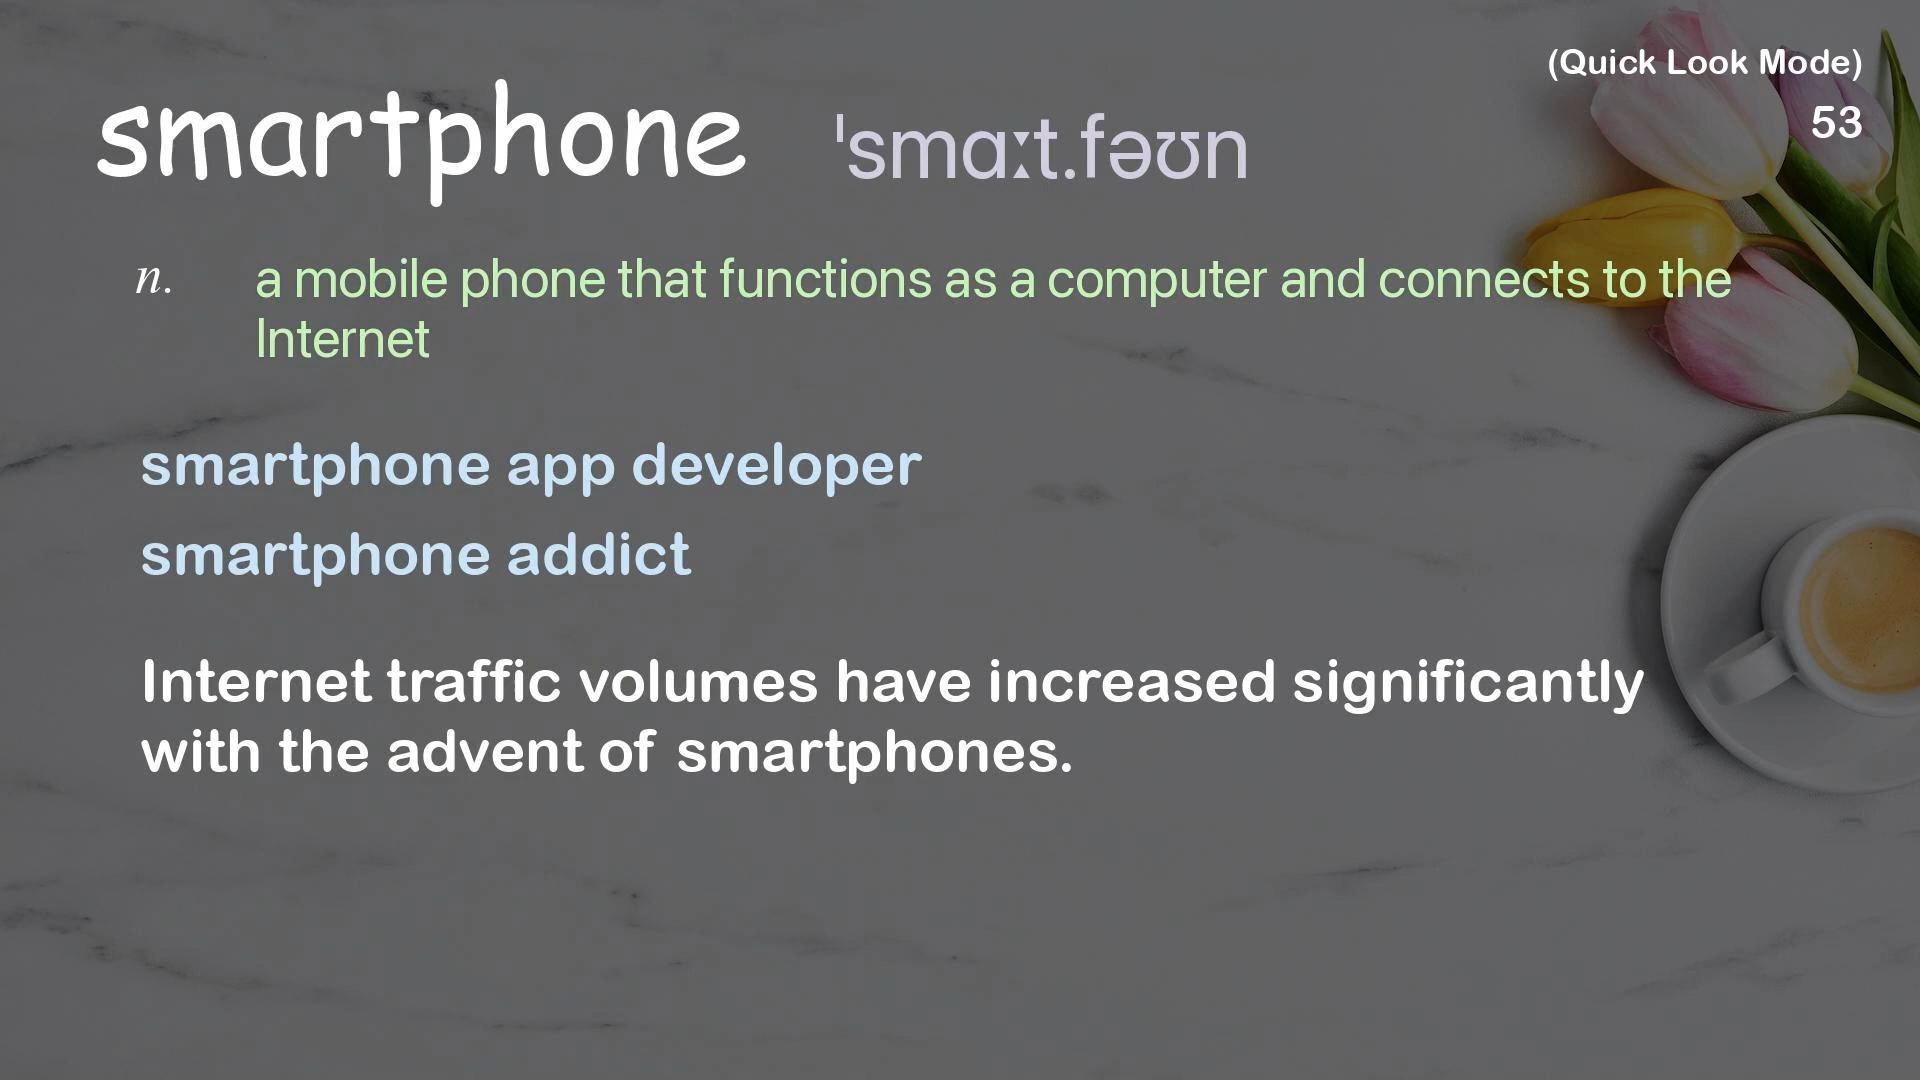 (Quick Look Mode)
53
smartphone ˈsmɑːt.fəʊn
n. a mobile phone that functions as a computer and connects to the
Internet
smartphone app developer
smartphone addict
Internet traffic volumes have increased significantly
with the advent of smartphones.